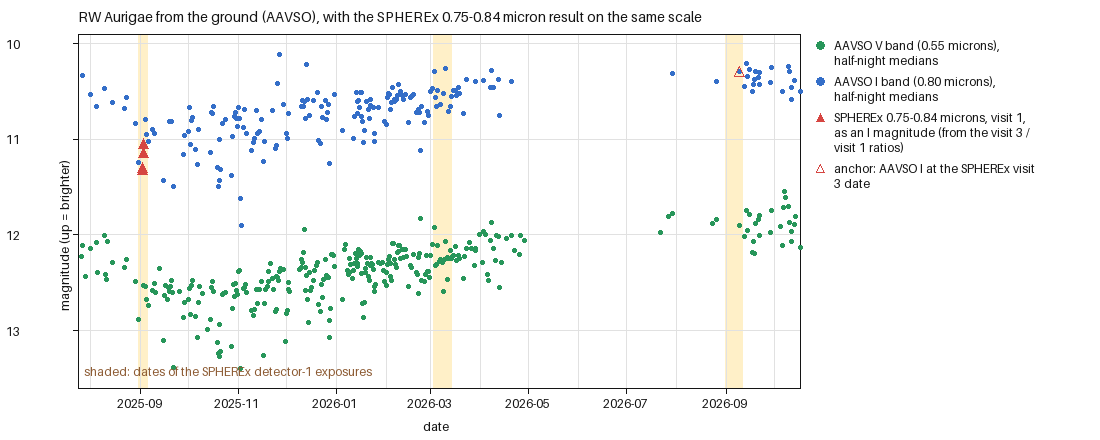 RW Aurigae from the ground (AAVSO), with the SPHEREx 0.75-0.84 micron result on the same scale
10
11
12
13
magnitude (up = brighter)
shaded: dates of the SPHEREx detector-1 exposures
2025-09
2025-11
2026-01
2026-03
2026-05
2026-07
2026-09
date
AAVSO V band (0.55 microns),
half-night medians
AAVSO I band (0.80 microns),
half-night medians
SPHEREx 0.75-0.84 microns, visit 1,
as an I magnitude (from the visit 3 /
visit 1 ratios)
anchor: AAVSO I at the SPHEREx visit
3 date